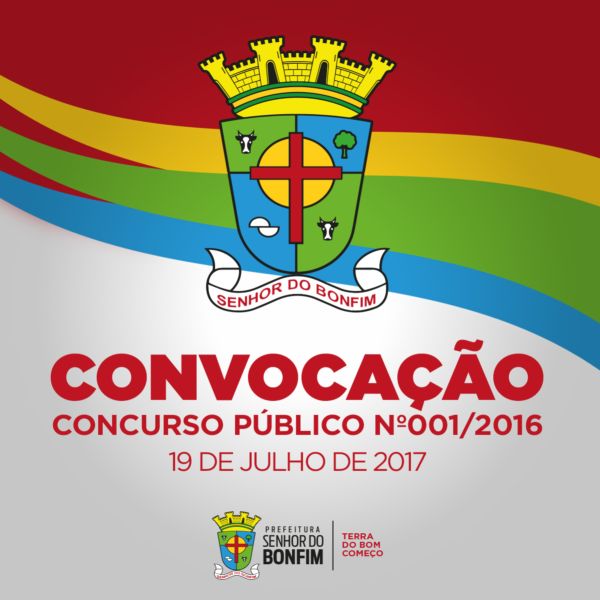 SENHOR DO BONFIM
CONVOCAÇÃO
CONCURSO PÚBLICO Nº001/2016
19 DE JULHO DE 2017
PREFEITURA
SENHOR DO
BONFIM
TERRA
DO BOM
COMEÇO